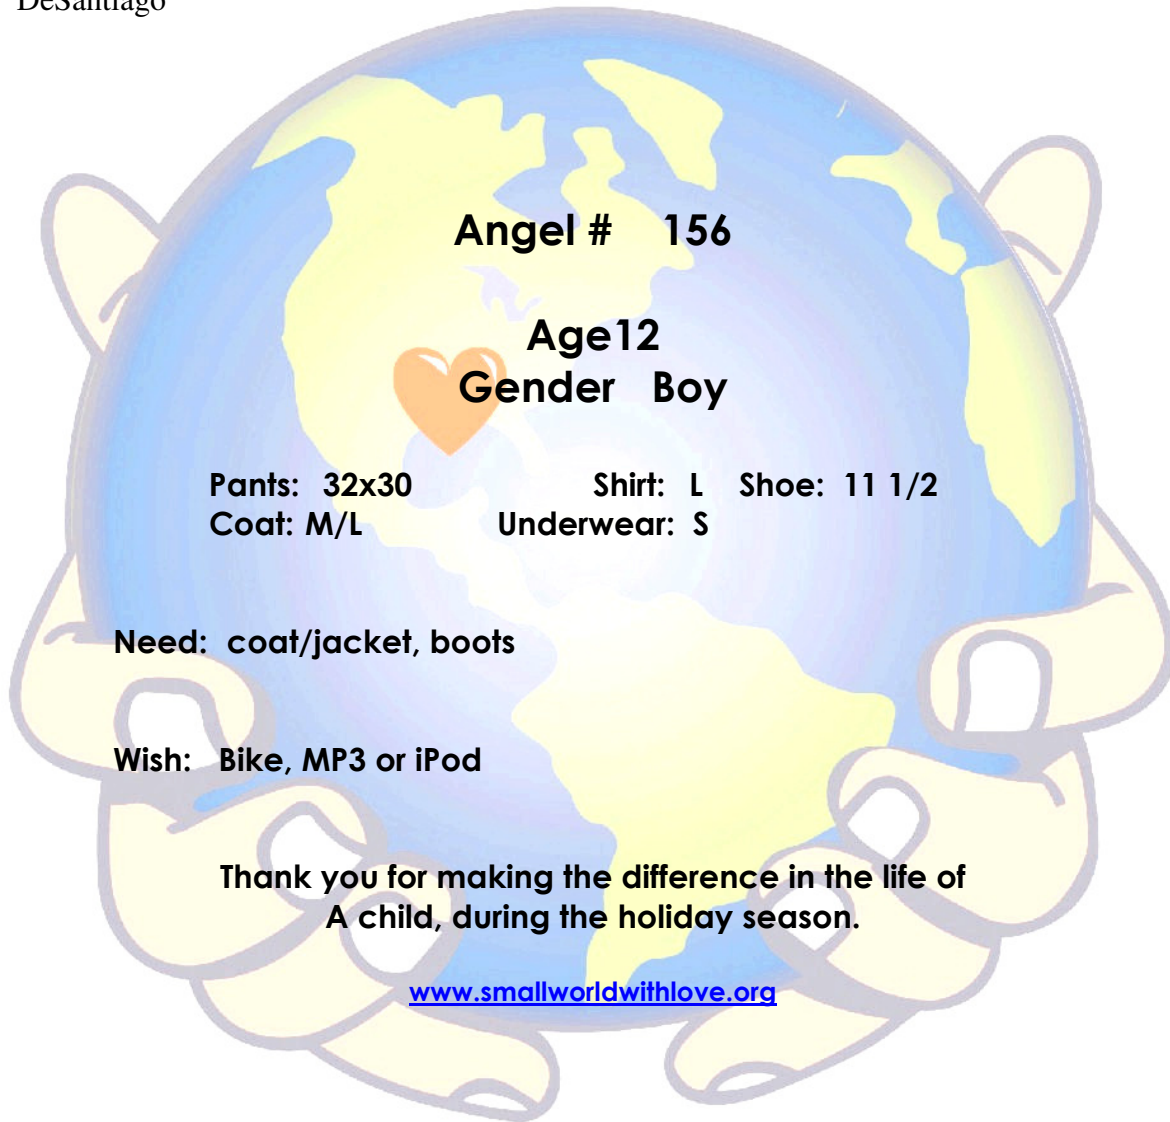 DeSantiago
Angel # 156
Age12
Gender Boy
Pants: 32x30 Shirt: L Shoe: 11 1/2
Coat: M/L Underwear: S
Need: coat/jacket, boots
Wish: Bike, MP3 or iPod
Thank you for making the difference in the life of
A child, during the holiday season.
www.smallworldwithlove.org